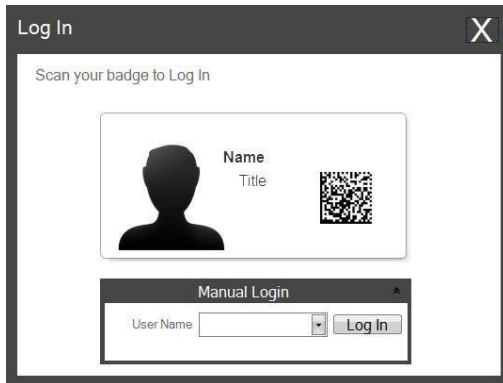 Log In X
Scan your badge to Log In
Name
Title
Manual Login
User Name Log In